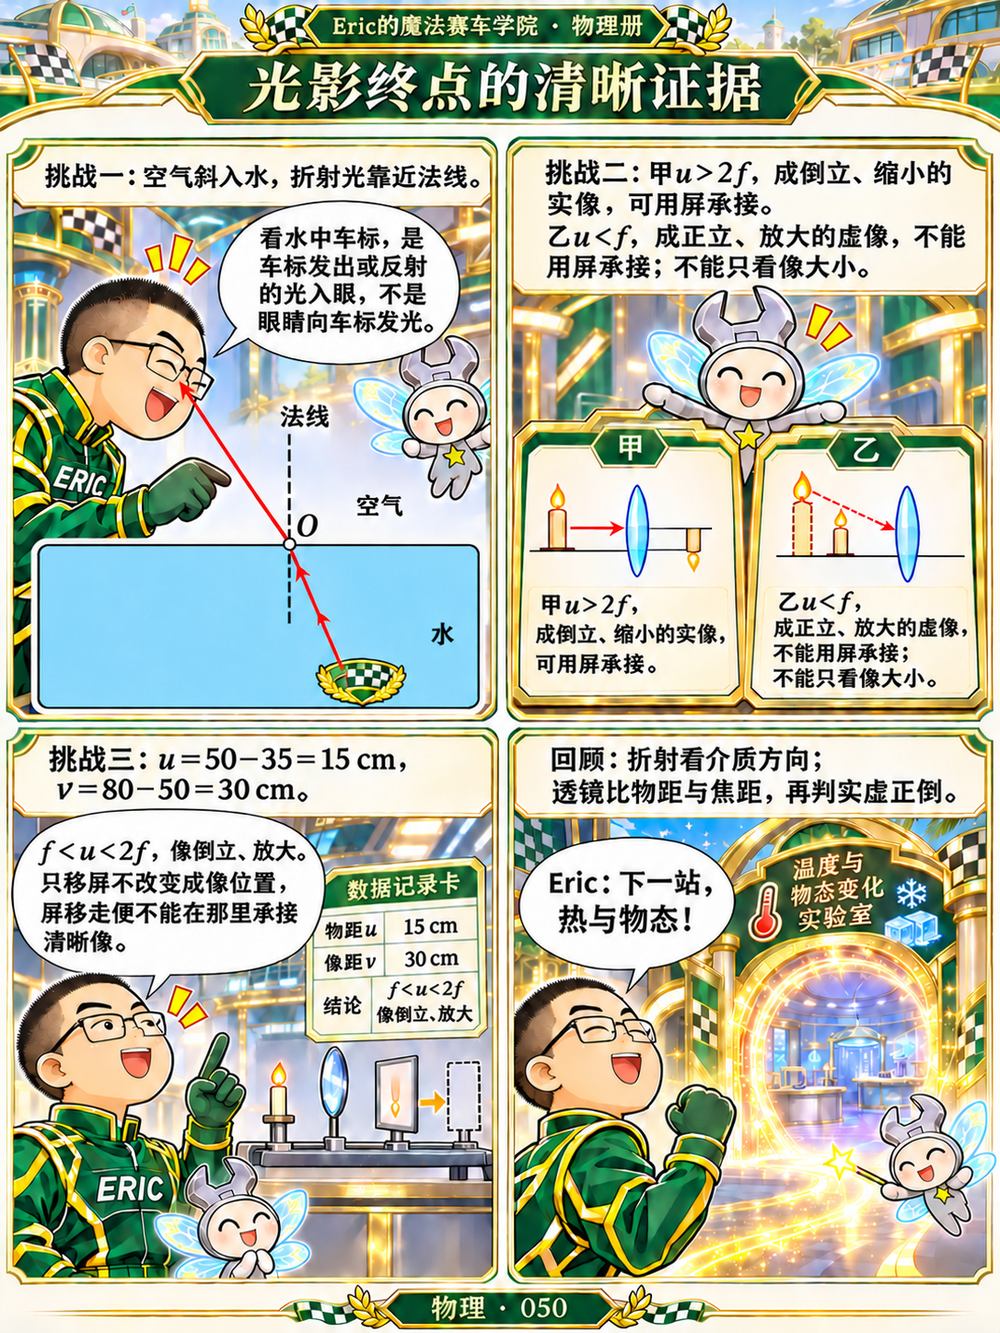 Eric的魔法赛车学院 · 物理册
光影终点的清晰证据
挑战一：空气斜入水，折射光靠近法线。
看水中车标，是
车标发出或反射
的光入眼，不是
眼睛向车标发光。
法线
空气
O
水
ERIC
挑战二：甲u>2f，成倒立、缩小的
实像，可用屏承接。
乙u<f，成正立、放大的虚像，不能
用屏承接；不能只看像大小。
甲
甲u>2f，
成倒立、缩小的实像，
可用屏承接。
乙
乙u<f，
成正立、放大的虚像，
不能用屏承接；
不能只看像大小。
挑战三：u=50−35=15 cm，
v=80−50=30 cm。
f<u<2f，像倒立、放大。
只移屏不改变成像位置，
屏移走便不能在那里承接
清晰像。
数据记录卡
物距u 15 cm
像距v 30 cm
结论 f<u<2f
像倒立、放大
ERIC
回顾：折射看介质方向；
透镜比物距与焦距，再判实虚正倒。
Eric：下一站，
热与物态！
温度与
物态变化
实验室
物理 · 050